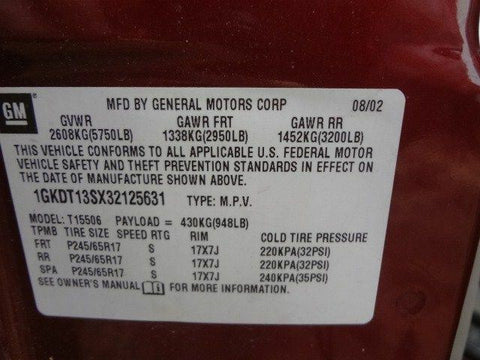 GM
MFD BY GENERAL MOTORS CORP 08/02
GVWR GAWR FRT GAWR RR
2608KG(5750LB) 1338KG(2950LB) 1452KG(3200LB)
THIS VEHICLE CONFORMS TO ALL APPLICABLE U.S. FEDERAL MOTOR
VEHICLE SAFETY AND THEFT PREVENTION STANDARDS IN EFFECT ON
THE DATE OF MANUFACTURE SHOWN ABOVE.
1GKDT13SX32125631 TYPE: M.P.V.
MODEL: T15506 PAYLOAD = 430KG(948LB)
TPMB TIRE SIZE SPEED RTG RIM COLD TIRE PRESSURE
FRT P245/65R17 S 17X7J 220KPA(32PSI)
RR P245/65R17 S 17X7J 220KPA(32PSI)
SPA P245/65R17 S 17X7J 240KPA(35PSI)
SEE OWNER'S MANUAL FOR MORE INFORMATION.